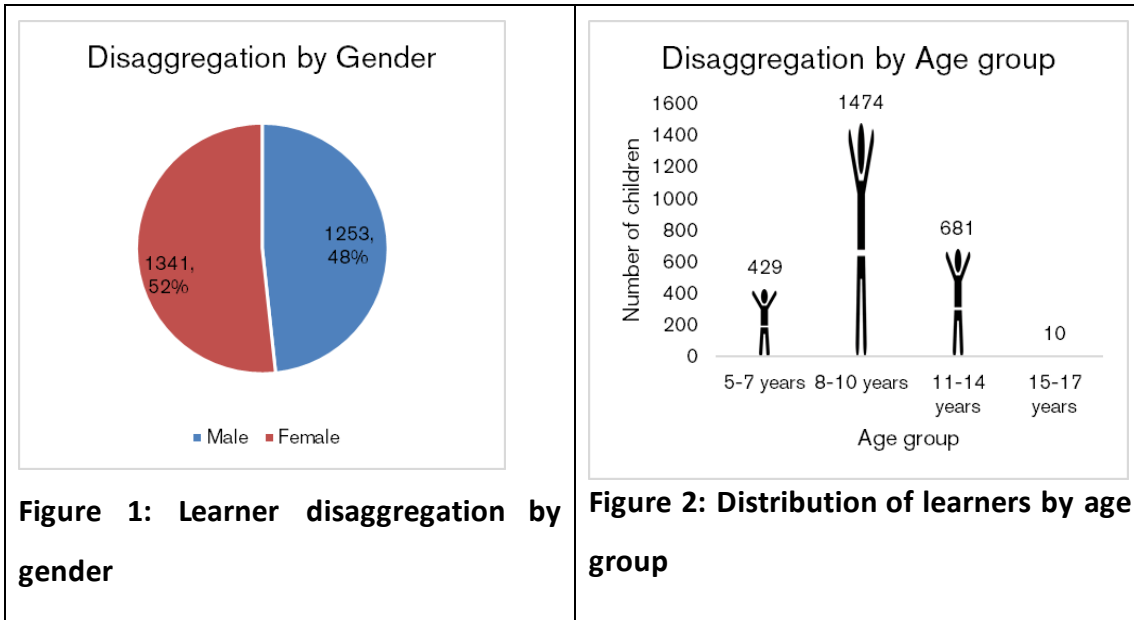 Disaggregation by Gender
1253,
48%
1341,
52%
Male Female
Figure 1: Learner disaggregation by
gender
Disaggregation by Age group
Number of children
1600
1400
1200
1000
800
600
400
200
0
429
1474
681
10
5-7 years 8-10 years 11-14 years 15-17 years
Age group
Figure 2: Distribution of learners by age
group